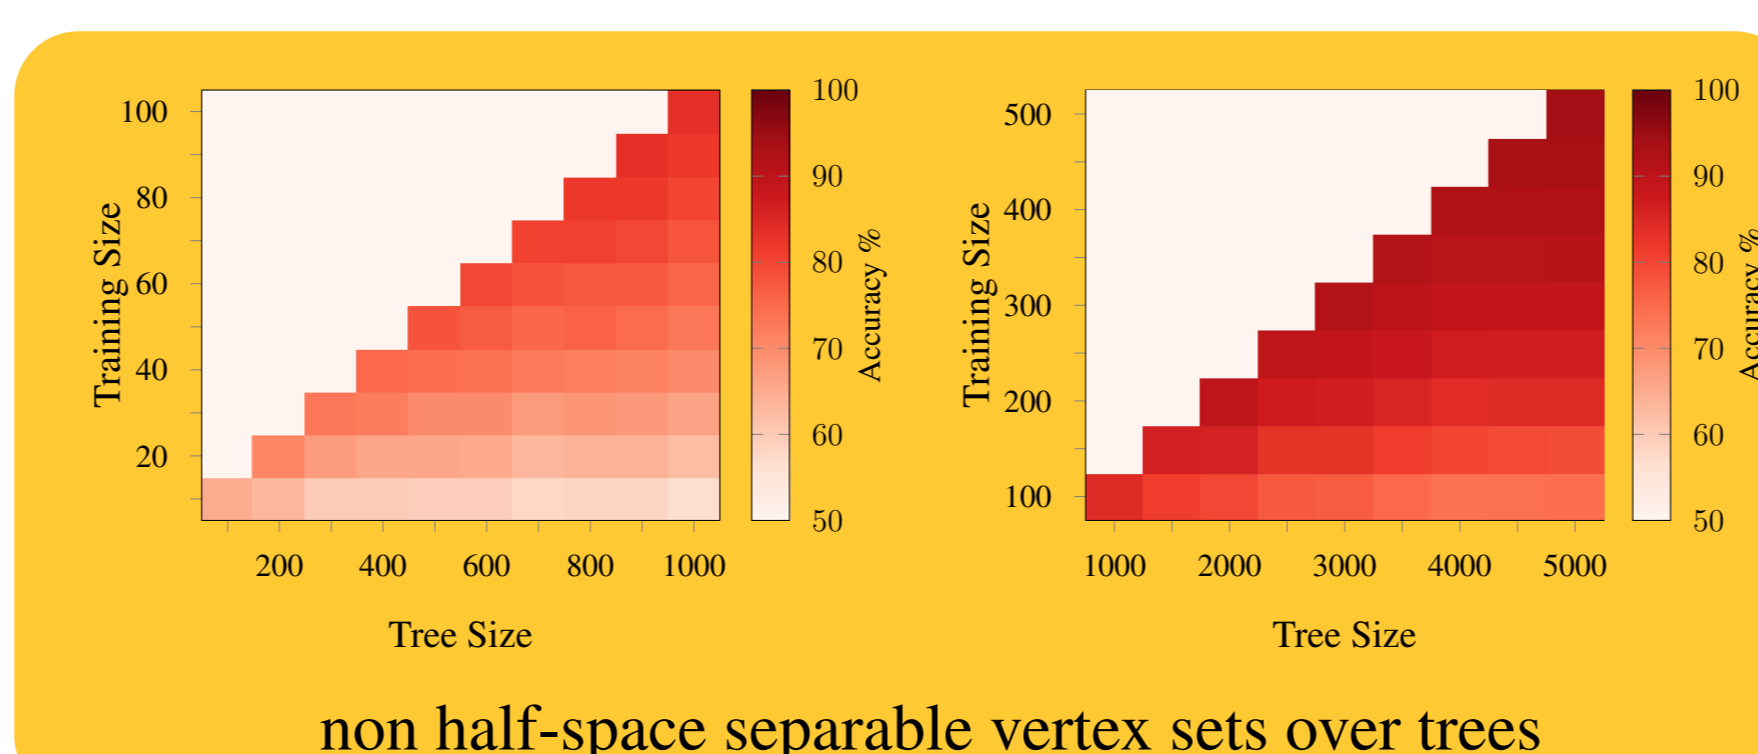 100
80
60
40
20
Training Size
200 400 600 800 1000
Tree Size
100
90
80
70
60
50
Accuracy %
500
400
300
200
100
Training Size
1000 2000 3000 4000 5000
Tree Size
100
90
80
70
60
50
Accuracy %
non half-space separable vertex sets over trees